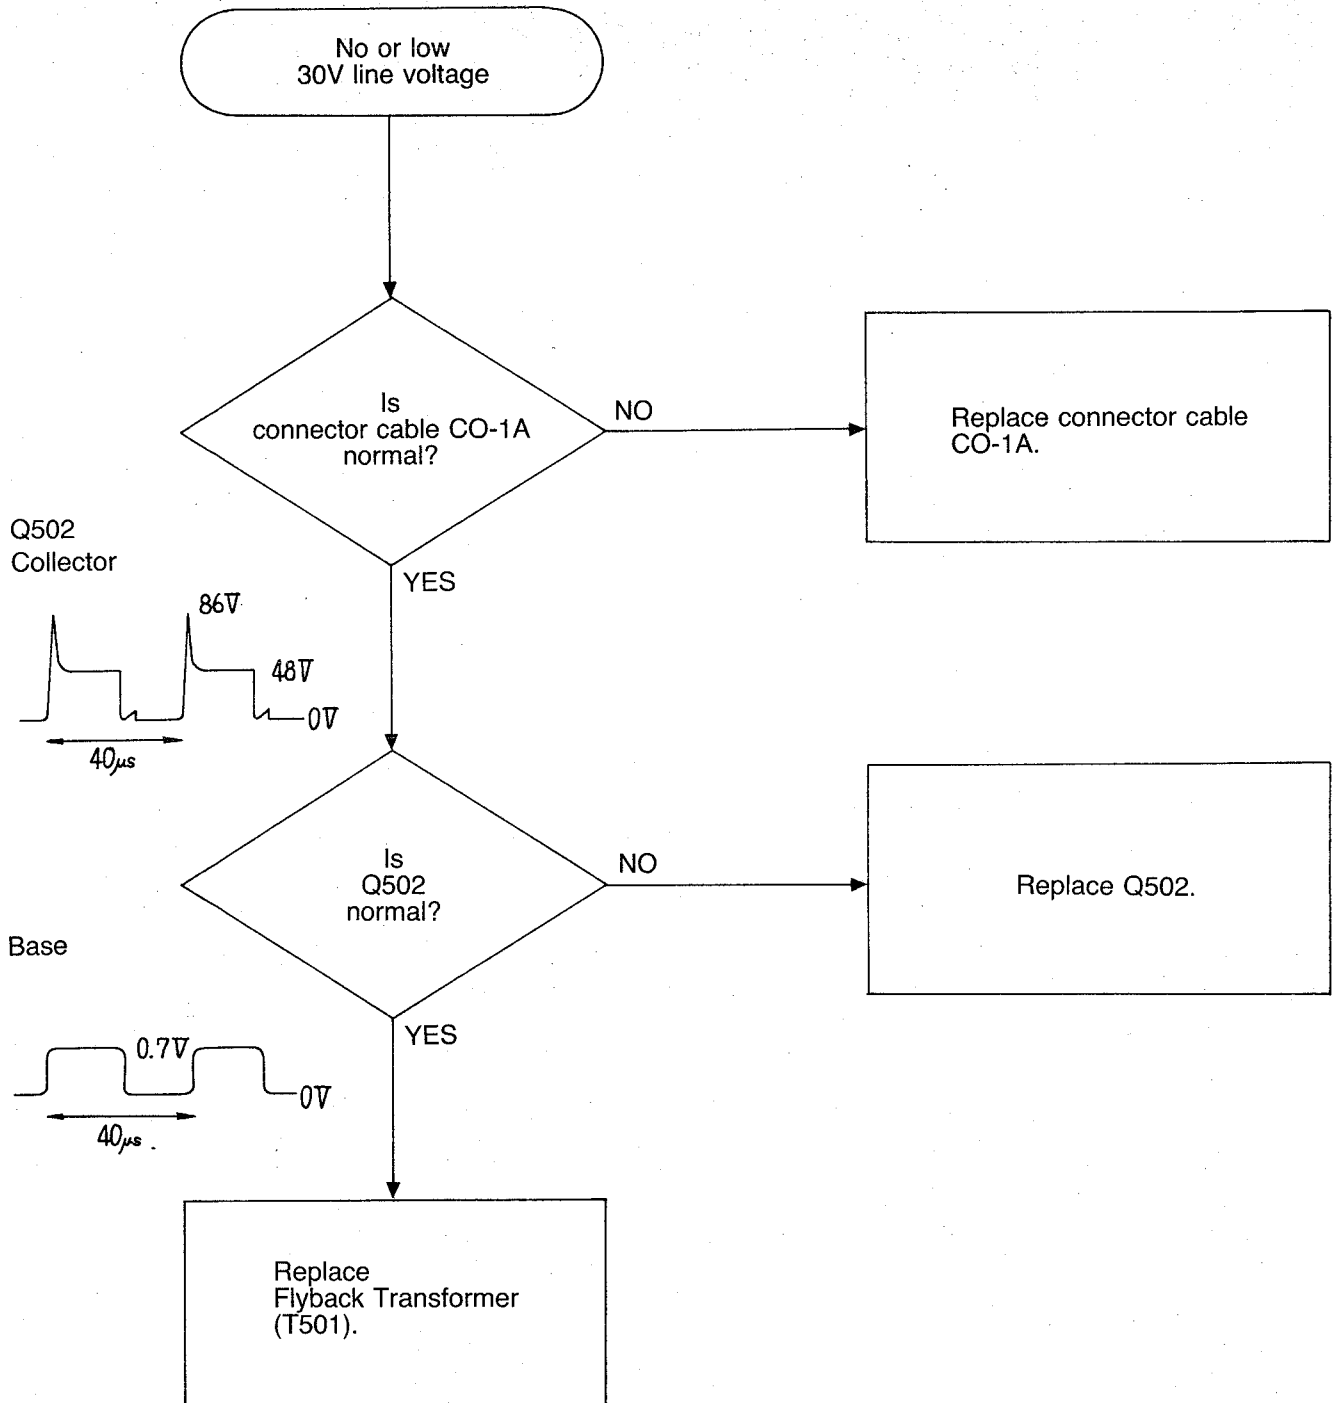 No or low
30V line voltage
Is
connector cable CO-1A
normal?
NO
Replace connector cable
CO-1A.
YES
Q502
Collector
86V
48V
0V
40μs
Is
Q502
normal?
NO
Replace Q502.
YES
Base
0.7V
0V
40μs
Replace
Flyback Transformer
(T501).